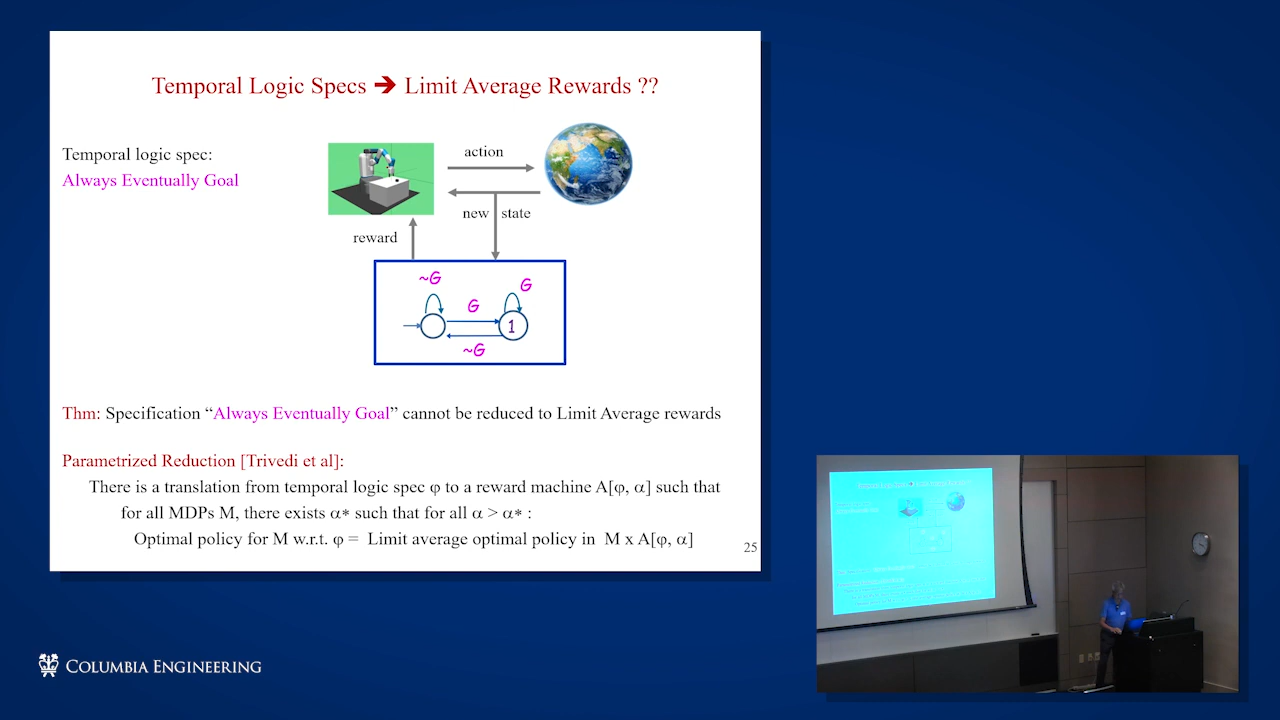 Temporal Logic Specs ➔ Limit Average Rewards ??
Temporal logic spec:
Always Eventually Goal
action
new state
reward
~G
G
G
1
~G
Thm: Specification “Always Eventually Goal” cannot be reduced to Limit Average rewards
Parametrized Reduction [Trivedi et al]:
There is a translation from temporal logic spec φ to a reward machine A[φ, α] such that
for all MDPs M, there exists α* such that for all α > α* :
Optimal policy for M w.r.t. φ = Limit average optimal policy in M x A[φ, α]
25
COLUMBIA ENGINEERING